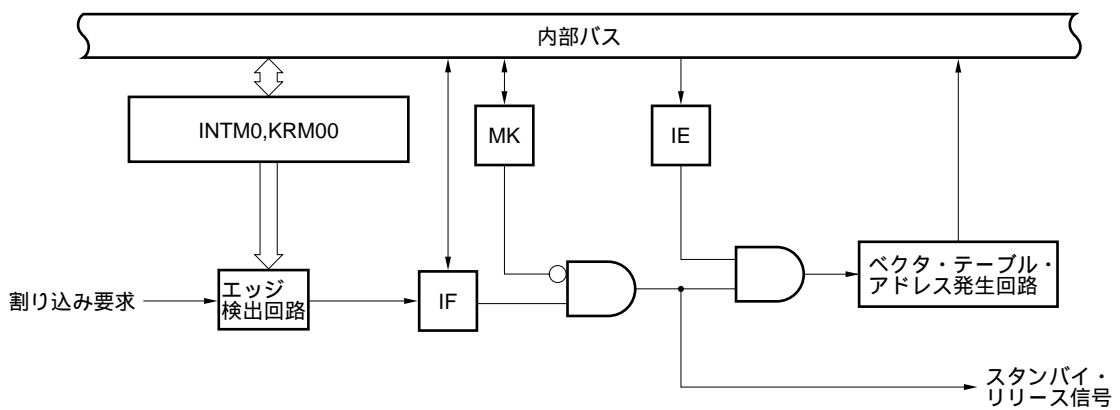 内部バス
INTM0,KRM00
MK
IE
割り込み要求
エッジ
検出回路
IF
ベクタ・テーブル・
アドレス発生回路
スタンバイ・
リリース信号